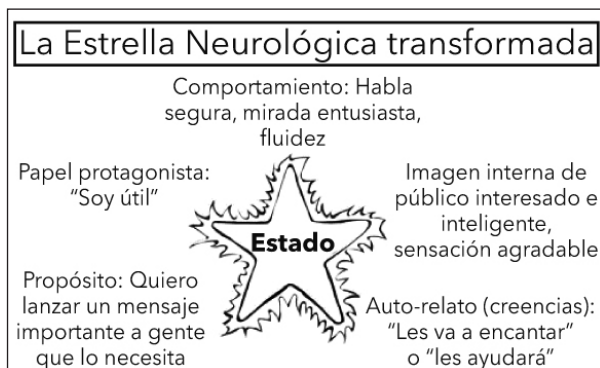 La Estrella Neurológica transformada
Comportamiento: Habla
segura, mirada entusiasta,
fluidez
Papel protagonista:
“Soy útil”
Imagen interna de
público interesado e
inteligente,
sensación agradable
Estado
Propósito: Quiero
lanzar un mensaje
importante a gente
que lo necesita
Auto-relato (creencias):
“Les va a encantar”
o “les ayudará”